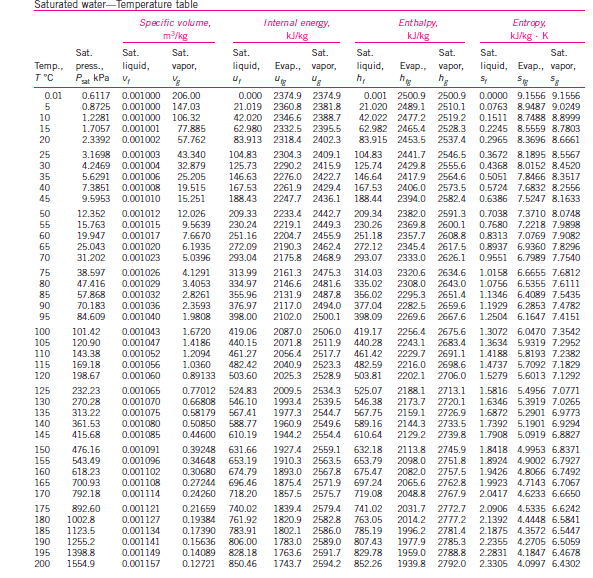 Saturated water—Temperature table
Specific volume, Internal energy, Enthalpy, Entropy,
m³/kg kJ/kg kJ/kg kJ/kg · K
Sat. Sat. Sat. Sat. Sat. Sat. Sat. Sat. Sat.
Temp., press., liquid, vapor, liquid, Evap., vapor, liquid, Evap., vapor, liquid, Evap., vapor,
T °C Psat kPa vf vg uf ufg ug hf hfg hg sf sfg sg
0.01 0.6117 0.001000 206.00 0.000 2374.9 2374.9 0.001 2500.9 2500.9 0.0000 9.1556 9.1556
5 0.8725 0.001000 147.03 21.019 2360.8 2381.8 21.020 2489.1 2510.1 0.0763 8.9487 9.0249
10 1.2281 0.001000 106.32 42.020 2346.6 2388.7 42.022 2477.2 2519.2 0.1511 8.7488 8.8999
15 1.7057 0.001001 77.885 62.980 2332.5 2395.5 62.982 2465.4 2528.3 0.2245 8.5559 8.7803
20 2.3392 0.001002 57.762 83.913 2318.4 2402.3 83.915 2453.5 2537.4 0.2965 8.3696 8.6661
25 3.1698 0.001003 43.340 104.83 2304.3 2409.1 104.83 2441.7 2546.5 0.3672 8.1895 8.5567
30 4.2469 0.001004 32.879 125.73 2290.2 2415.9 125.74 2429.8 2555.6 0.4368 8.0152 8.4520
35 5.6291 0.001006 25.205 146.63 2276.0 2422.7 146.64 2417.9 2564.6 0.5051 7.8466 8.3517
40 7.3851 0.001008 19.515 167.53 2261.9 2429.4 167.53 2406.0 2573.5 0.5724 7.6832 8.2556
45 9.5953 0.001010 15.251 188.43 2247.7 2436.1 188.44 2394.0 2582.4 0.6386 7.5247 8.1633
50 12.352 0.001012 12.026 209.33 2233.4 2442.7 209.34 2382.0 2591.3 0.7038 7.3710 8.0748
55 15.763 0.001015 9.5639 230.24 2219.1 2449.3 230.26 2369.8 2600.1 0.7680 7.2218 7.9898
60 19.947 0.001017 7.6670 251.16 2204.7 2455.9 251.18 2357.7 2608.8 0.8313 7.0769 7.9082
65 25.043 0.001020 6.1935 272.09 2190.3 2462.4 272.12 2345.4 2617.5 0.8937 6.9360 7.8296
70 31.202 0.001023 5.0396 293.04 2175.8 2468.9 293.07 2333.0 2626.1 0.9551 6.7989 7.7540
75 38.597 0.001026 4.1291 313.99 2161.3 2475.3 314.03 2320.6 2634.6 1.0158 6.6655 7.6812
80 47.416 0.001029 3.4053 334.97 2146.6 2481.6 335.02 2308.0 2643.0 1.0756 6.5355 7.6111
85 57.868 0.001032 2.8261 355.96 2131.9 2487.8 356.02 2295.3 2651.4 1.1346 6.4089 7.5435
90 70.183 0.001036 2.3593 376.97 2117.0 2494.0 377.04 2282.5 2659.6 1.1929 6.2853 7.4782
95 84.609 0.001040 1.9808 398.00 2102.0 2500.1 398.09 2269.6 2667.6 1.2504 6.1647 7.4151
100 101.42 0.001043 1.6720 419.06 2087.0 2506.0 419.17 2256.4 2675.6 1.3072 6.0470 7.3542
105 120.90 0.001047 1.4186 440.15 2071.8 2511.9 440.28 2243.1 2683.4 1.3634 5.9319 7.2952
110 143.38 0.001052 1.2094 461.27 2056.4 2517.7 461.42 2229.7 2691.1 1.4188 5.8193 7.2382
115 169.18 0.001056 1.0360 482.42 2040.9 2523.3 482.59 2216.0 2698.6 1.4737 5.7092 7.1829
120 198.67 0.001060 0.89133 503.60 2025.3 2528.9 503.81 2202.1 2706.0 1.5279 5.6013 7.1292
125 232.23 0.001065 0.77012 524.83 2009.5 2534.3 525.07 2188.1 2713.1 1.5816 5.4956 7.0771
130 270.28 0.001070 0.66808 546.10 1993.4 2539.5 546.38 2173.7 2720.1 1.6346 5.3919 7.0265
135 313.22 0.001075 0.58179 567.41 1977.3 2544.7 567.75 2159.1 2726.9 1.6872 5.2901 6.9773
140 361.53 0.001080 0.50850 588.77 1960.9 2549.6 589.16 2144.3 2733.5 1.7392 5.1901 6.9294
145 415.68 0.001085 0.44600 610.19 1944.2 2554.4 610.64 2129.2 2739.8 1.7908 5.0919 6.8827
150 476.16 0.001091 0.39248 631.66 1927.4 2559.1 632.18 2113.8 2745.9 1.8418 4.9953 6.8371
155 543.49 0.001096 0.34648 653.19 1910.3 2563.5 653.79 2098.0 2751.8 1.8924 4.9002 6.7927
160 618.23 0.001102 0.30680 674.79 1893.0 2567.8 675.47 2082.0 2757.5 1.9426 4.8066 6.7492
165 700.93 0.001108 0.27244 696.46 1875.4 2571.9 697.24 2065.6 2762.8 1.9923 4.7143 6.7067
170 792.18 0.001114 0.24260 718.20 1857.5 2575.7 719.08 2048.8 2767.9 2.0417 4.6233 6.6650
175 892.60 0.001121 0.21659 740.02 1839.4 2579.4 741.02 2031.7 2772.7 2.0906 4.5335 6.6242
180 1002.8 0.001127 0.19384 761.92 1820.9 2582.8 763.05 2014.2 2777.2 2.1392 4.4448 6.5841
185 1123.5 0.001134 0.17390 783.91 1802.1 2586.0 785.19 1996.2 2781.4 2.1875 4.3572 6.5447
190 1255.2 0.001141 0.15636 806.00 1783.0 2589.0 807.43 1977.9 2785.3 2.2355 4.2705 6.5059
195 1398.8 0.001149 0.14089 828.18 1763.6 2591.7 829.78 1959.0 2788.8 2.2831 4.1847 6.4678
200 1554.9 0.001157 0.12721 850.46 1743.7 2594.2 852.26 1939.8 2792.0 2.3305 4.0997 6.4302